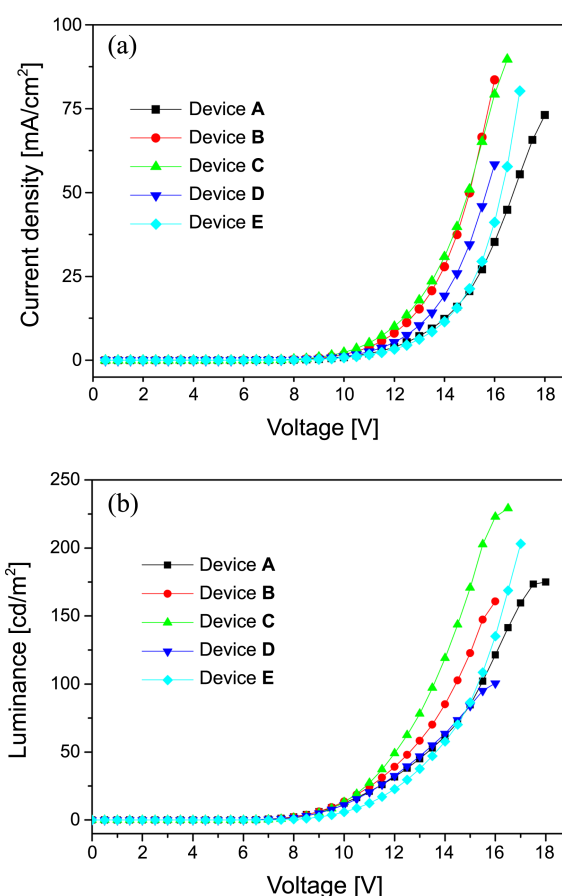 (a)
100
75
50
25
0
Current density [mA/cm²]
Device A
Device B
Device C
Device D
Device E
0 2 4 6 8 10 12 14 16 18
Voltage [V]
(b)
250
200
150
100
50
0
Luminance [cd/m²]
Device A
Device B
Device C
Device D
Device E
0 2 4 6 8 10 12 14 16 18
Voltage [V]